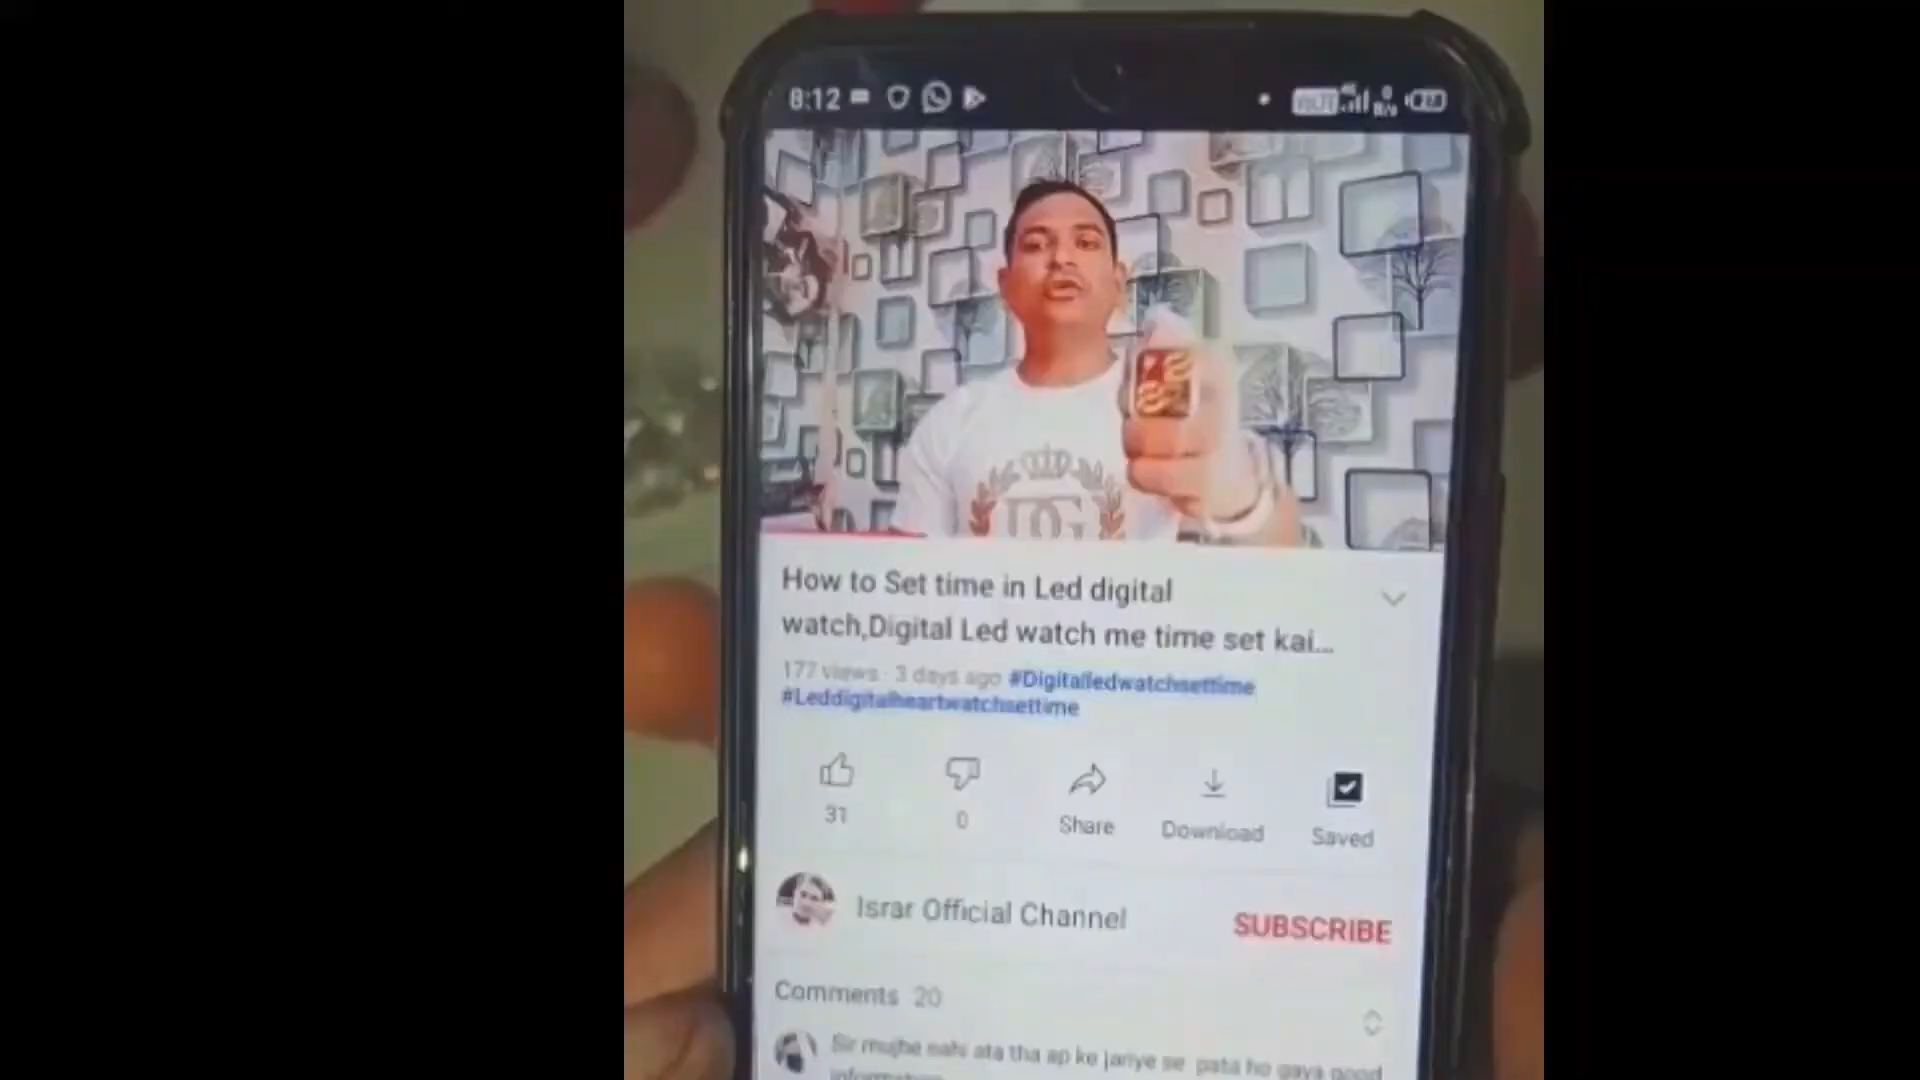 8:12
How to Set time in Led digital
watch,Digital Led watch me time set kai...
177 views · 3 days ago #Digitalledwatchsettime
#Leddigitalheartwatchsettime
31
0
Share
Download
Saved
Israr Official Channel
SUBSCRIBE
Comments 20
Sir mujhe nahi ata tha ap ke jariye se pata ho gaya good
information